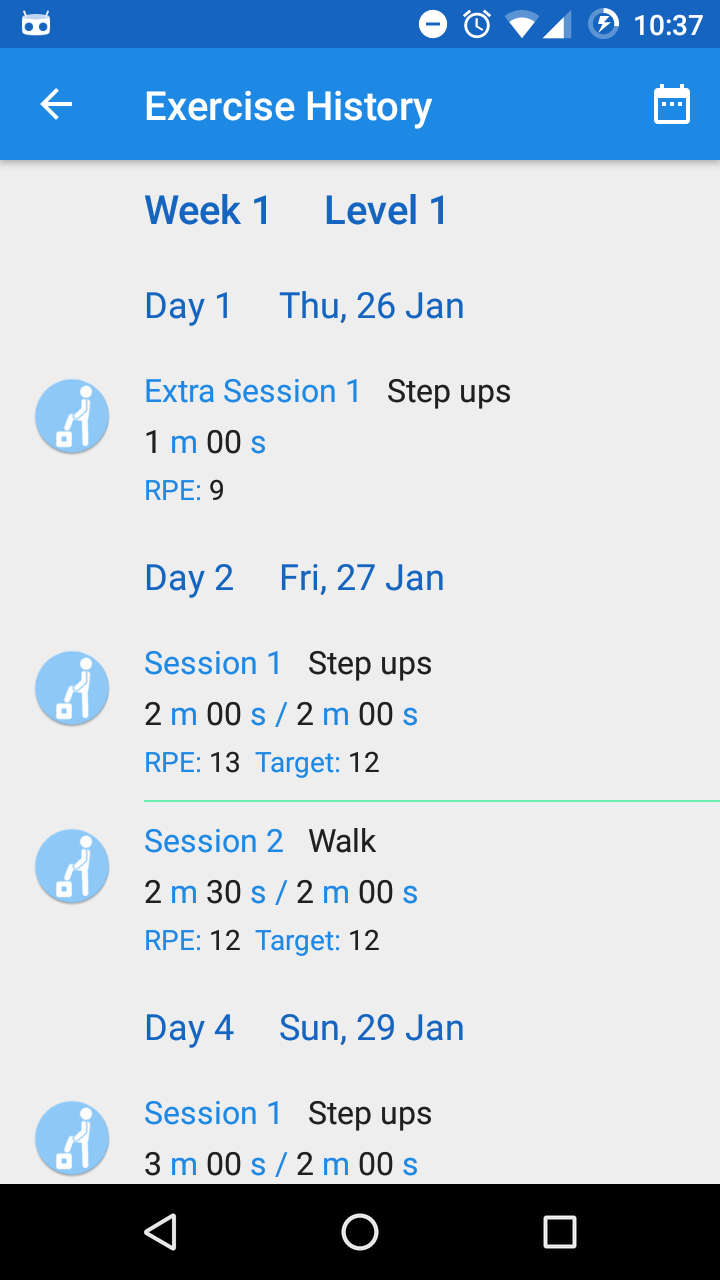 10:37
Exercise History
Week 1 Level 1
Day 1 Thu, 26 Jan
Extra Session 1 Step ups
1 m 00 s
RPE: 9
Day 2 Fri, 27 Jan
Session 1 Step ups
2 m 00 s / 2 m 00 s
RPE: 13 Target: 12
Session 2 Walk
2 m 30 s / 2 m 00 s
RPE: 12 Target: 12
Day 4 Sun, 29 Jan
Session 1 Step ups
3 m 00 s / 2 m 00 s